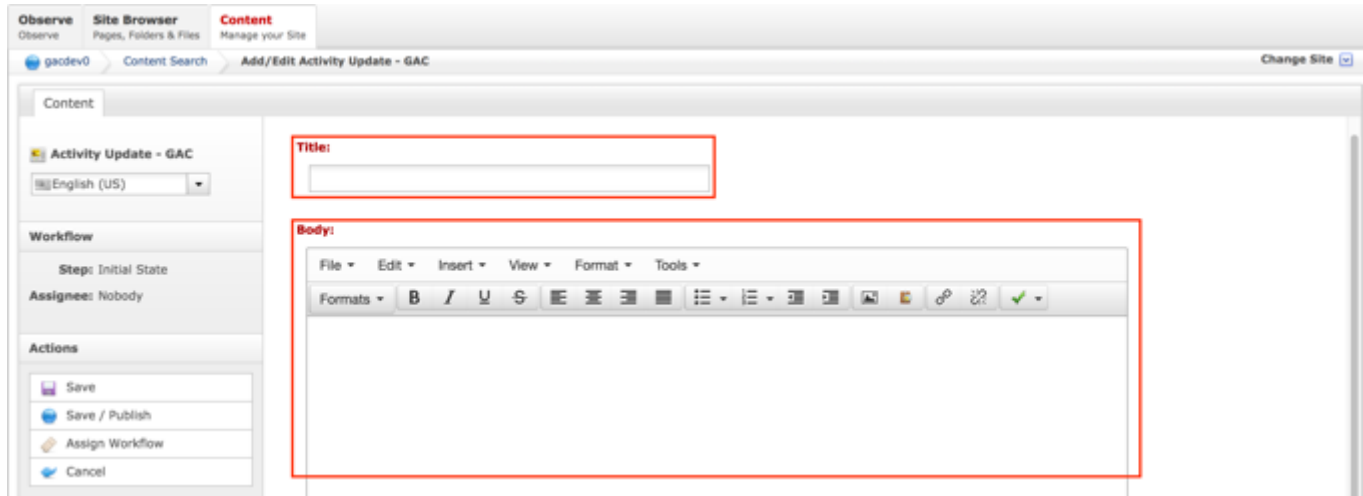 Observe Site Browser Content
Observe Pages, Folders & Files Manage your Site
gacdev0 Content Search Add/Edit Activity Update - GAC Change Site
Content
Activity Update - GAC
English (US)
Workflow
Step: Initial State
Assignee: Nobody
Actions
Save
Save / Publish
Assign Workflow
Cancel
Title:
Body:
File Edit Insert View Format Tools
Formats B I U S